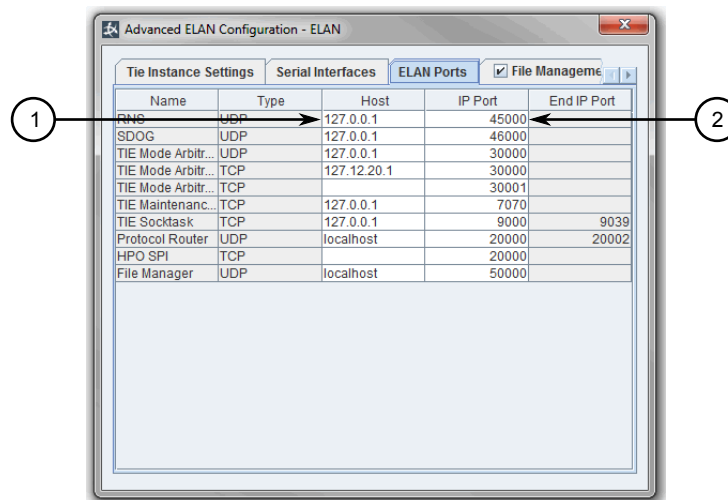 Advanced ELAN Configuration - ELAN
Tie Instance Settings Serial Interfaces ELAN Ports File Manageme
Name Type Host IP Port End IP Port
1 RNS UDP 127.0.0.1 45000 2
SDOG UDP 127.0.0.1 46000
TIE Mode Arbitr... UDP 127.0.0.1 30000
TIE Mode Arbitr... TCP 127.12.20.1 30000
TIE Mode Arbitr... TCP 30001
TIE Maintenanc... TCP 127.0.0.1 7070
TIE Socktask TCP 127.0.0.1 9000 9039
Protocol Router UDP localhost 20000 20002
HPO SPI TCP 20000
File Manager UDP localhost 50000